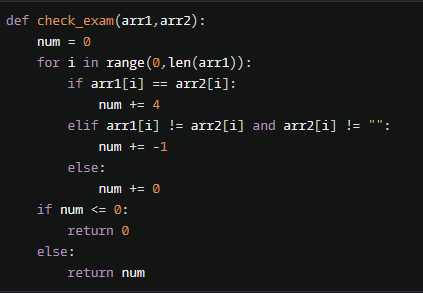 def check_exam(arr1,arr2):
    num = 0
    for i in range(0,len(arr1)):
        if arr1[i] == arr2[i]:
            num += 4
        elif arr1[i] != arr2[i] and arr2[i] != "":
            num += -1
        else:
            num += 0
    if num <= 0:
        return 0
    else:
        return num